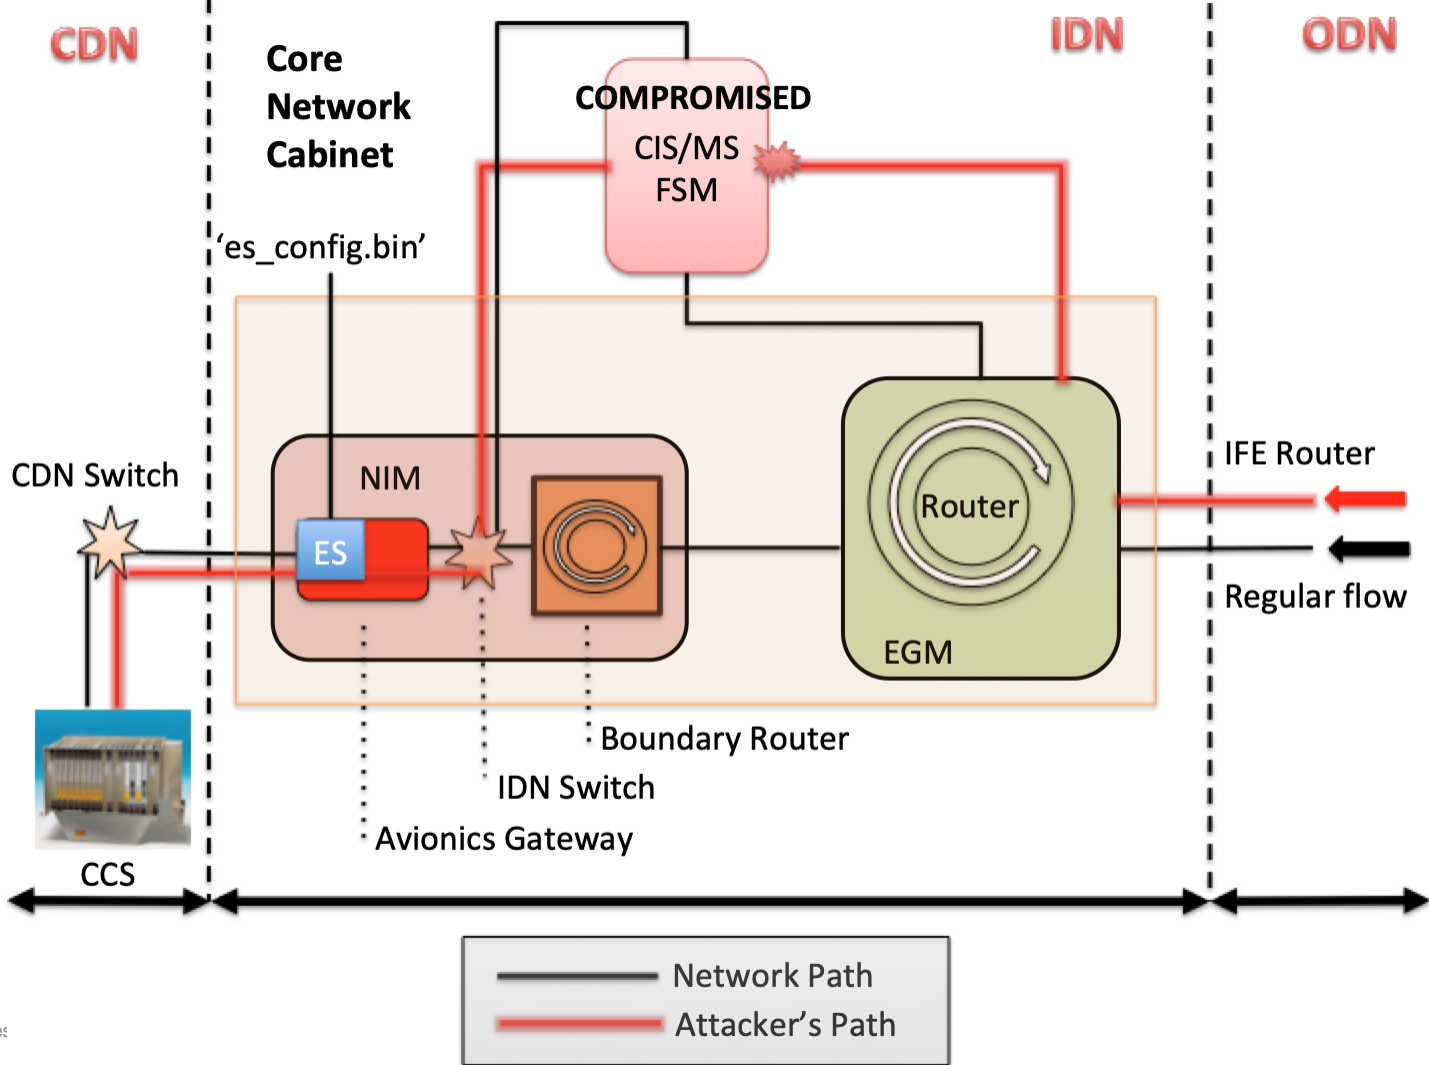 CDN
IDN
ODN
Core
Network
Cabinet
COMPROMISED
CIS/MS
FSM
‘es_config.bin’
CDN Switch
NIM
ES
Router
EGM
IFE Router
Regular flow
Boundary Router
IDN Switch
Avionics Gateway
CCS
Network Path
Attacker’s Path
es